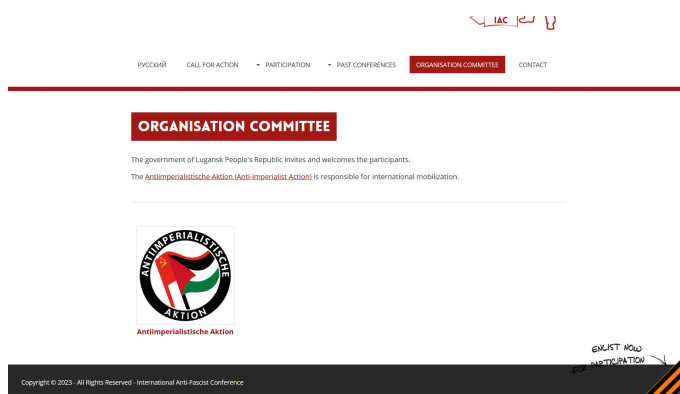 IAC
РУССКИЙ CALL FOR ACTION PARTICIPATION PAST CONFERENCES ORGANISATION COMMITTEE CONTACT
ORGANISATION COMMITTEE
The government of Lugansk People's Republic invites and welcomes the participants.
The Antiimperialistische Aktion (Anti-imperialist Action) is responsible for international mobilization.
ANTIIMPERIALISTISCHE
AKTION
Antiimperialistische Aktion
ENLIST NOW
FOR PARTICIPATION
Copyright © 2023 - All Rights Reserved - International Anti-Fascist Conference